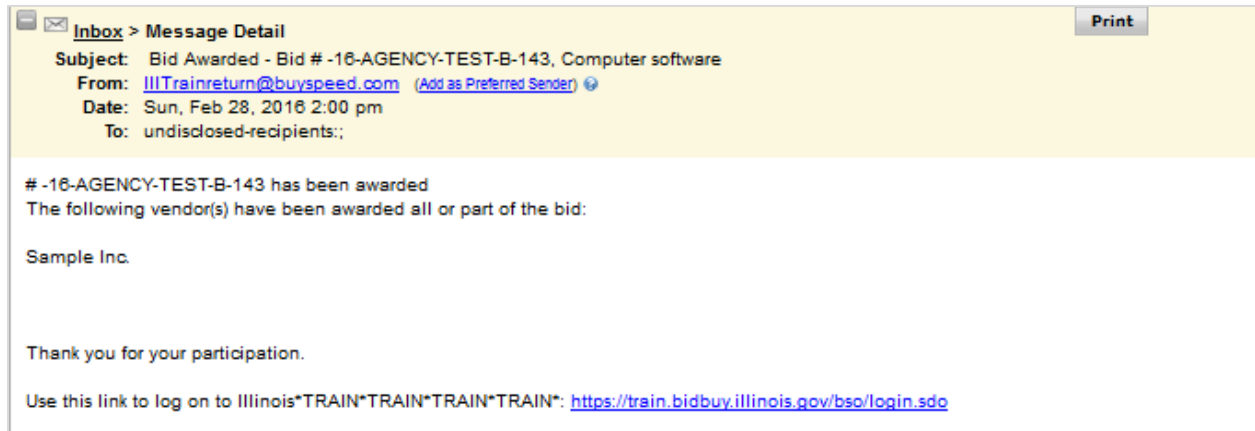 Inbox > Message Detail
Print
Subject: Bid Awarded - Bid # -16-AGENCY-TEST-B-143, Computer software
From: IllTrainreturn@buyspeed.com (Add as Preferred Sender) ?
Date: Sun, Feb 28, 2016 2:00 pm
To: undisclosed-recipients:;
# -16-AGENCY-TEST-B-143 has been awarded
The following vendor(s) have been awarded all or part of the bid:
Sample Inc.
Thank you for your participation.
Use this link to log on to Illinois*TRAIN*TRAIN*TRAIN*TRAIN*: https://train.bidbuy.illinois.gov/bso/login.sdo